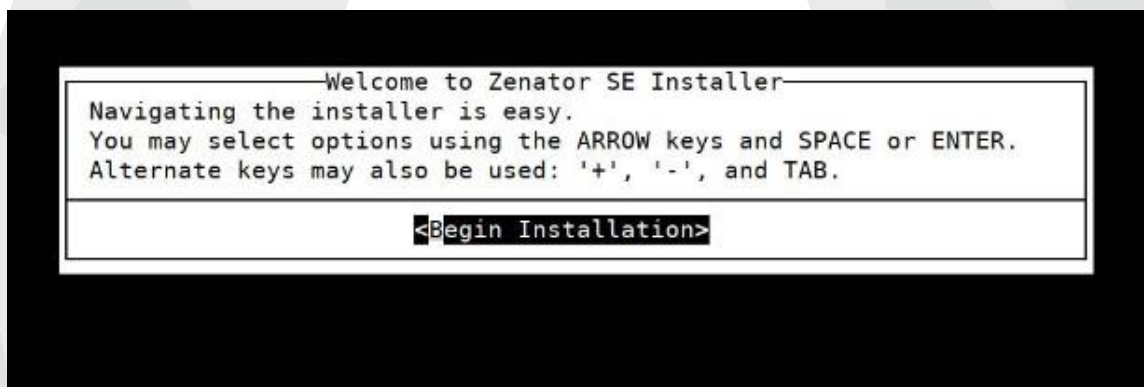 Welcome to Zenator SE Installer
Navigating the installer is easy.
You may select options using the ARROW keys and SPACE or ENTER.
Alternate keys may also be used: '+', '-', and TAB.
<Begin Installation>